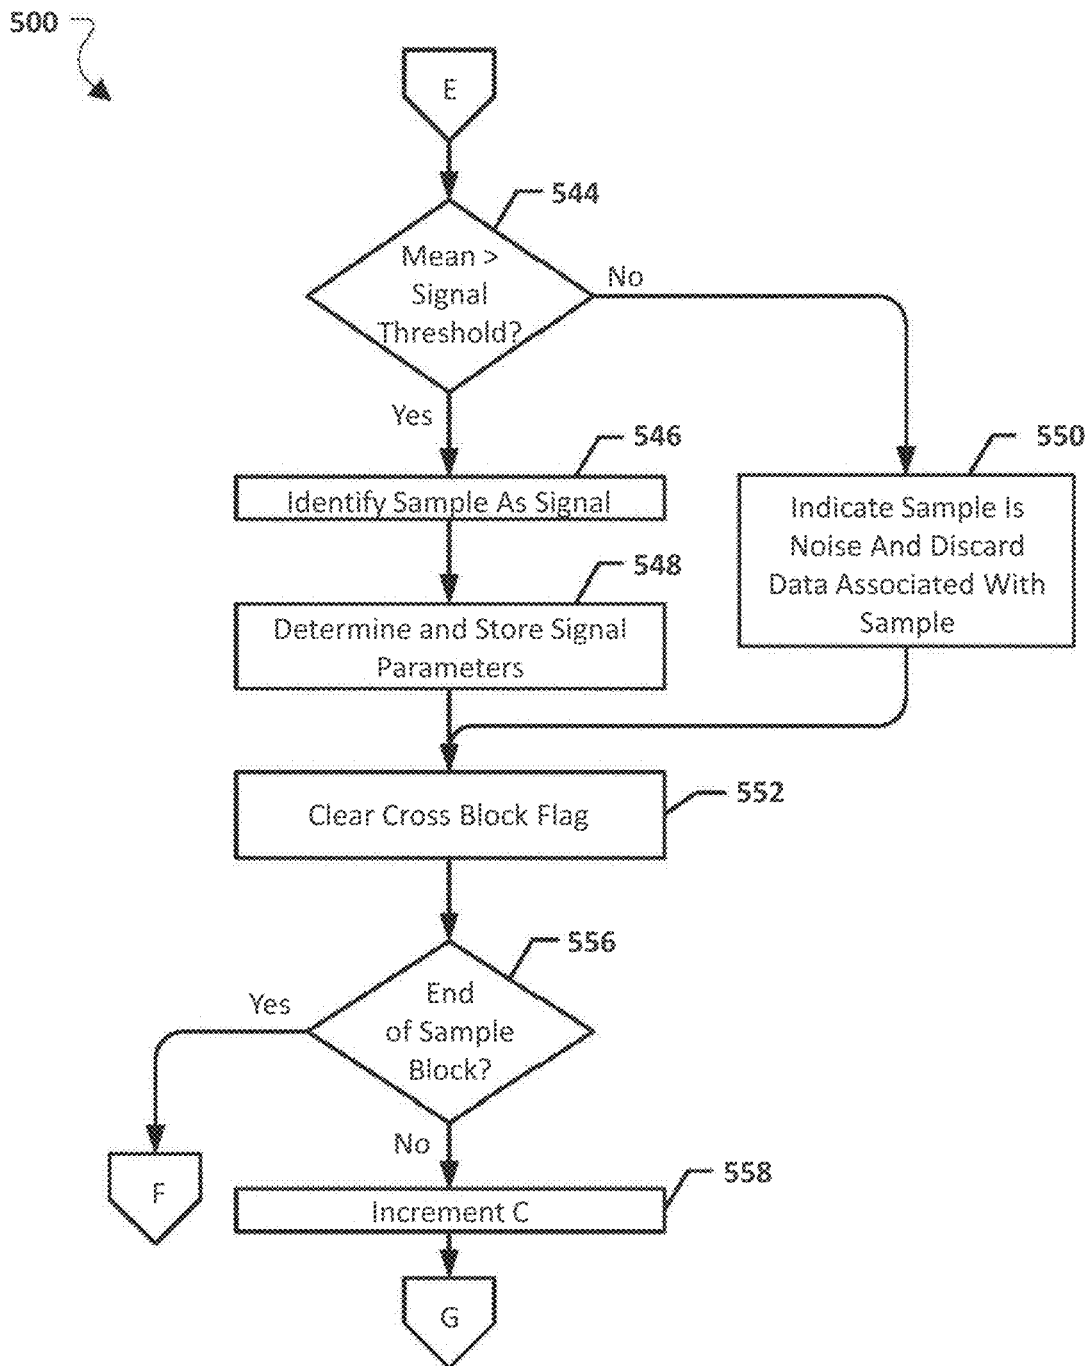 500
E
544
Mean >
Signal
Threshold?
No
Yes
546
Identify Sample As Signal
550
Indicate Sample Is
Noise And Discard
Data Associated With
Sample
548
Determine and Store Signal
Parameters
552
Clear Cross Block Flag
556
End
of Sample
Block?
Yes
No
F
558
Increment C
G